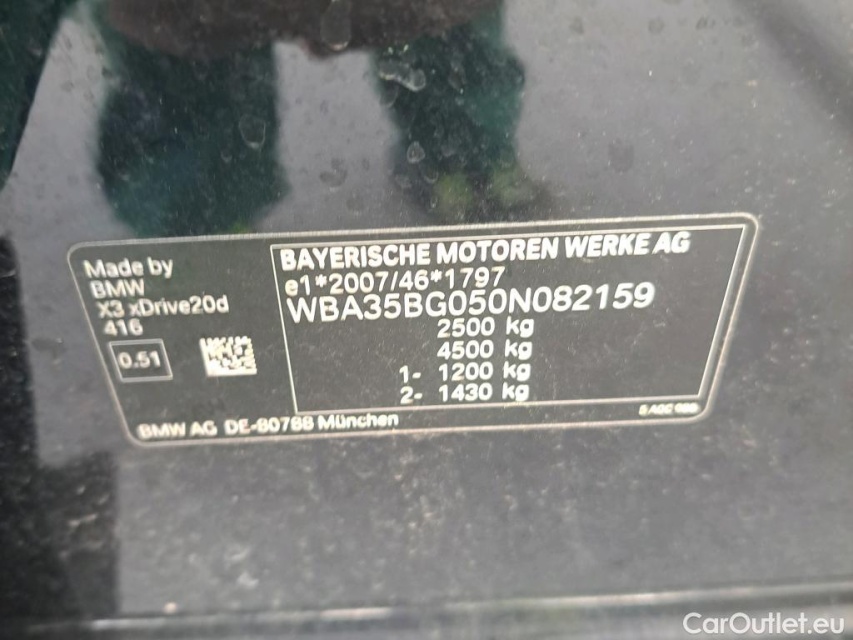 Made by
BMW
X3 xDrive20d
416
0.51
BAYERISCHE MOTOREN WERKE AG
e1*2007/46*1797
WBA35BG050N082159
2500 kg
4500 kg
1- 1200 kg
2- 1430 kg
BMW AG DE-80788 München
CarOutlet.eu